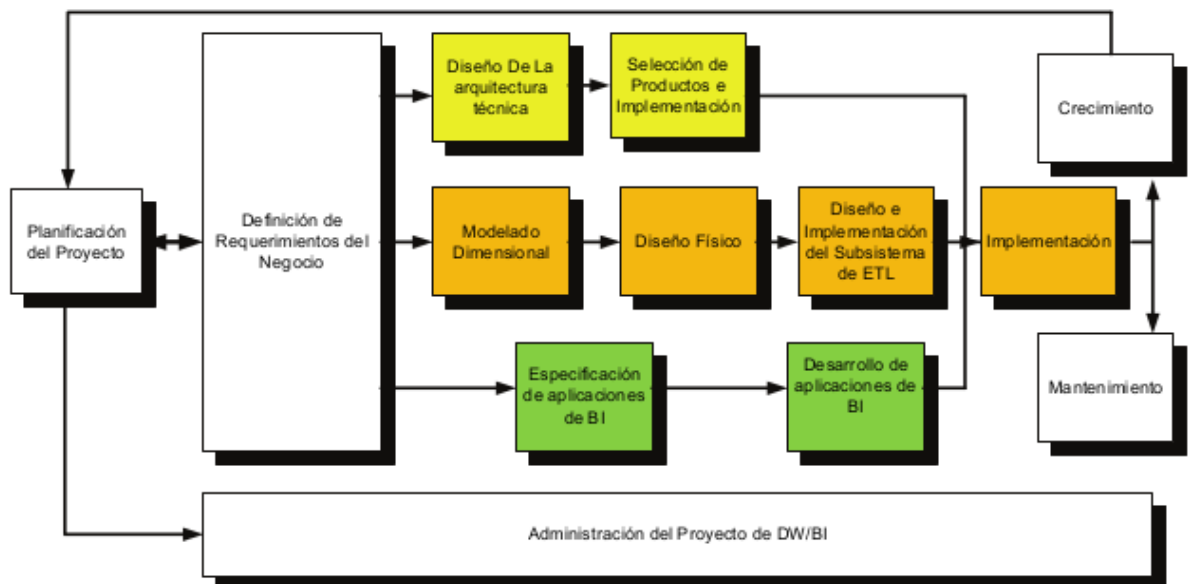 Planificación
del Proyecto
Definición de
Requerimientos del
Negocio
Diseño De La
arquitectura
técnica
Selección de
Productos e
Implementación
Modelado
Dimensional
Diseño Físico
Diseño e
Implementación
del Subsistema
de ETL
Implementación
Especificación
de aplicaciones
de BI
Desarrollo de
aplicaciones de
BI
Crecimiento
Mantenimiento
Administración del Proyecto de DW/BI